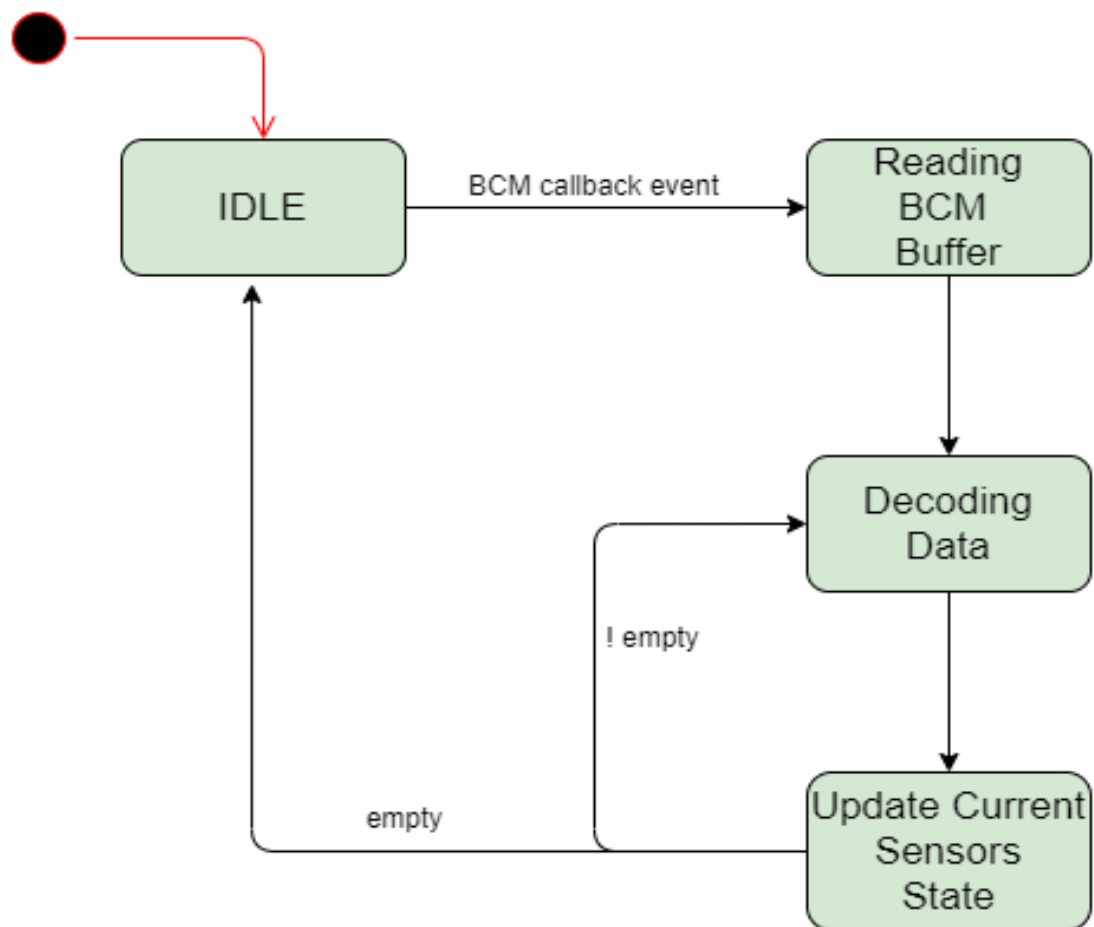 IDLE
BCM callback event
Reading
BCM
Buffer
Decoding
Data
! empty
empty
Update Current
Sensors
State